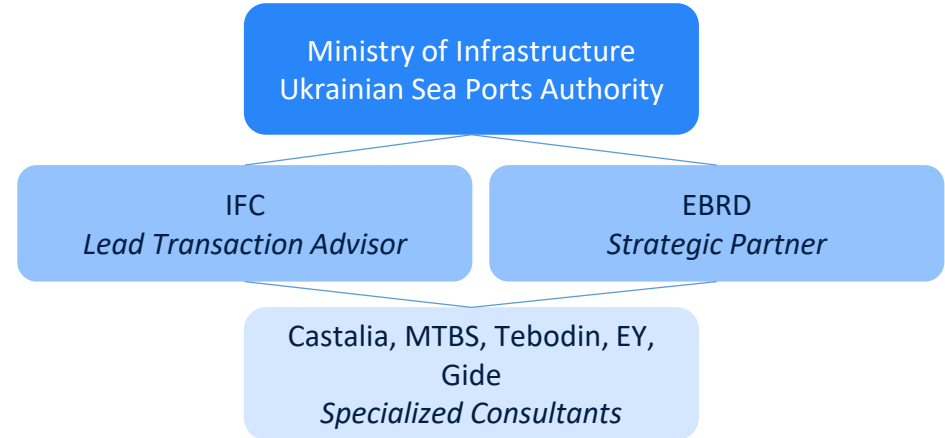 Ministry of Infrastructure
Ukrainian Sea Ports Authority
IFC
Lead Transaction Advisor
EBRD
Strategic Partner
Castalia, MTBS, Tebodin, EY,
Gide
Specialized Consultants